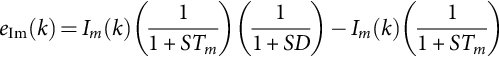 e_{Im}(k) = I_m(k) \left( \frac{1}{1 + ST_m} \right) \left( \frac{1}{1 + SD} \right) - I_m(k) \left( \frac{1}{1 + ST_m} \right)